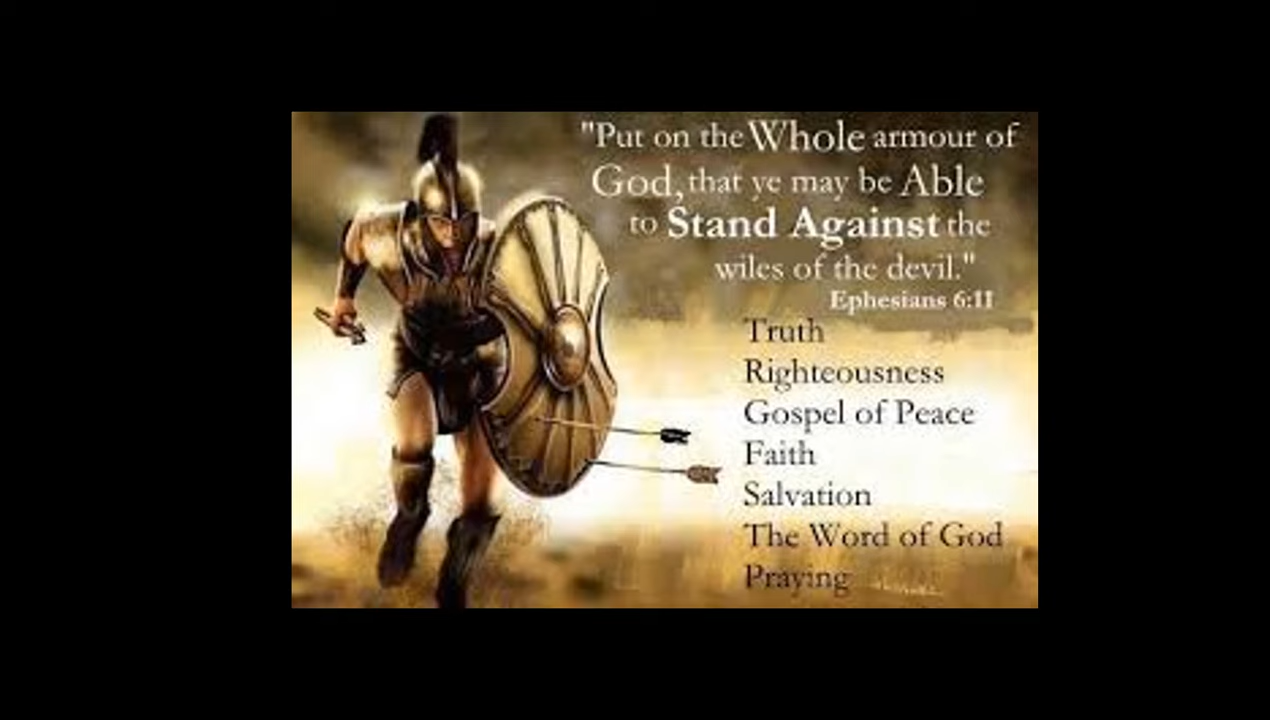 "Put on the Whole armour of
God, that ye may be Able
to Stand Against the
wiles of the devil."
Ephesians 6:11
Truth
Righteousness
Gospel of Peace
Faith
Salvation
The Word of God
Praying